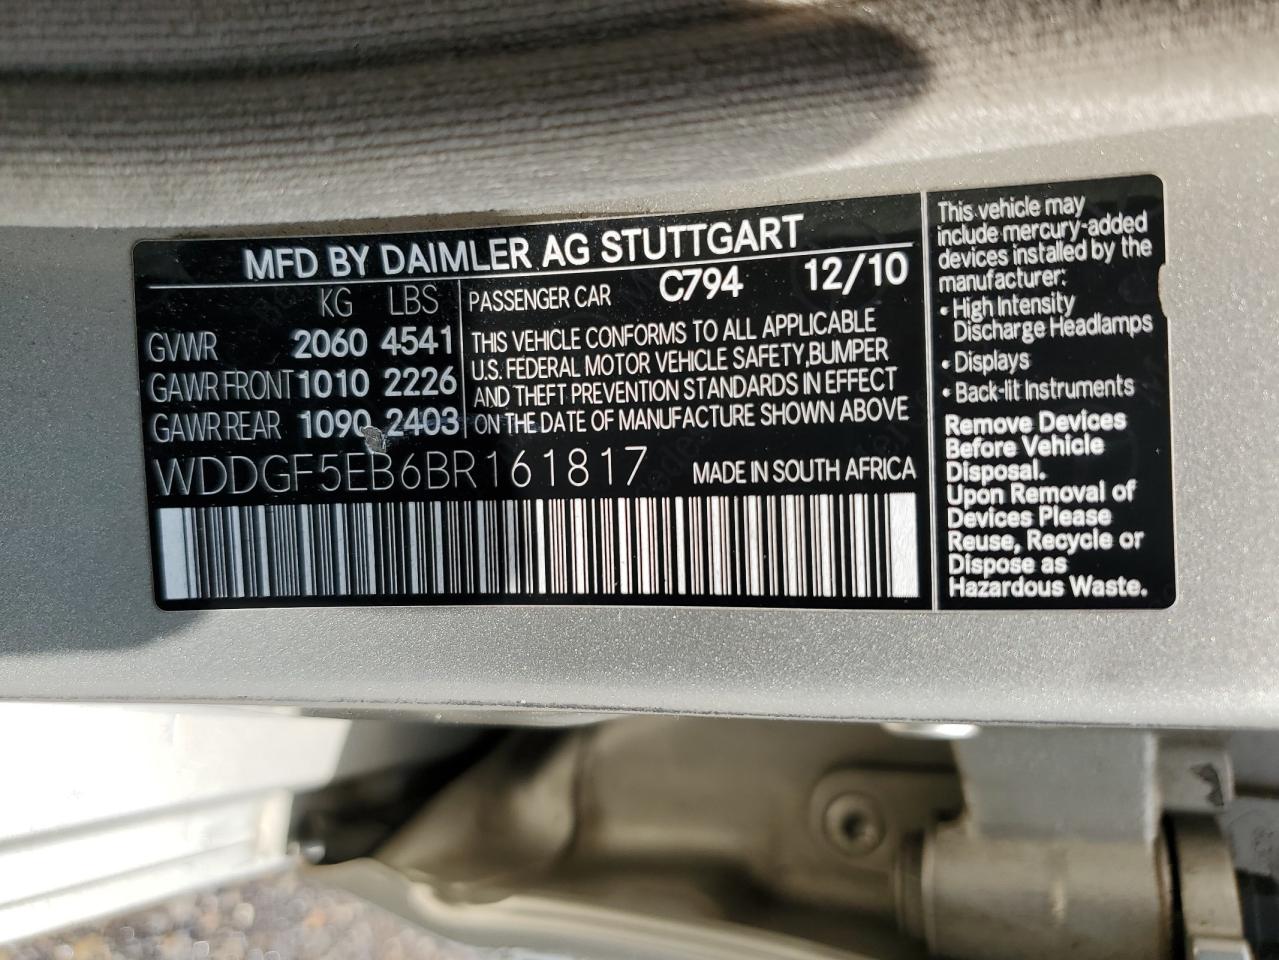 MFD BY DAIMLER AG STUTTGART
KG LBS
GVWR 2060 4541
GAWR FRONT 1010 2226
GAWR REAR 1090 2403
PASSENGER CAR C794 12/10
THIS VEHICLE CONFORMS TO ALL APPLICABLE
U.S. FEDERAL MOTOR VEHICLE SAFETY, BUMPER
AND THEFT PREVENTION STANDARDS IN EFFECT
ON THE DATE OF MANUFACTURE SHOWN ABOVE
WDDGF5EB6BR161817 MADE IN SOUTH AFRICA
This vehicle may
include mercury-added
devices installed by the
manufacturer:
• High Intensity
Discharge Headlamps
• Displays
• Back-lit Instruments
Remove Devices
Before Vehicle
Disposal.
Upon Removal of
Devices Please
Reuse, Recycle or
Dispose as
Hazardous Waste.